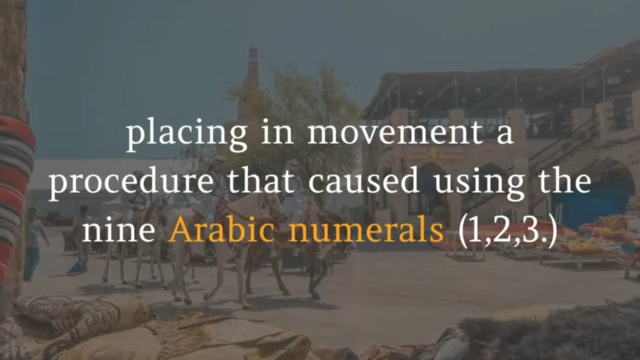 placing in movement a
procedure that caused using the
nine Arabic numerals (1,2,3.)